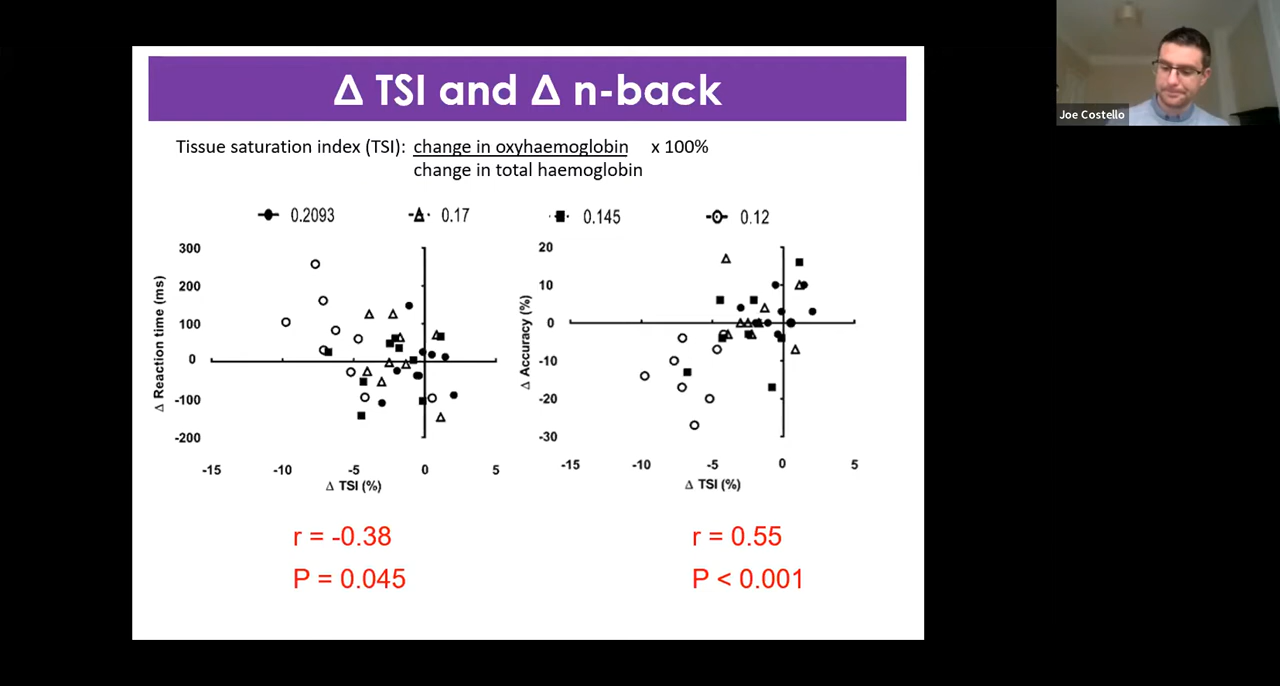 Δ TSI and Δ n-back
Joe Costello
Tissue saturation index (TSI): change in oxyhaemoglobin x 100%
change in total haemoglobin
0.2093 0.17 0.145 0.12
300
200
100
0
-100
-200
Δ Reaction time (ms)
-15 -10 -5 0 5
Δ TSI (%)
20
10
0
-10
-20
-30
Δ Accuracy (%)
-15 -10 -5 0 5
Δ TSI (%)
r = -0.38
P = 0.045
r = 0.55
P < 0.001